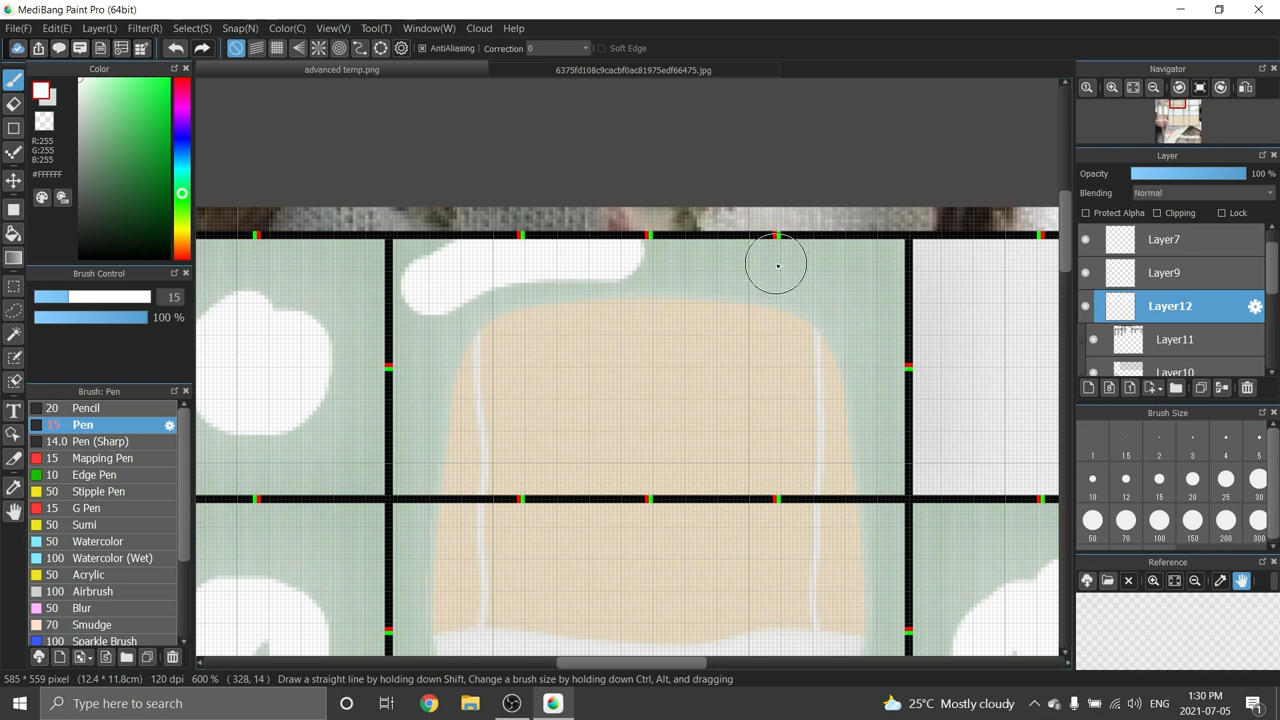 MediBang Paint Pro (64bit)
File(F) Edit(E) Layer(L) Filter(R) Select(S) Snap(N) Color(C) View(V) Tool(T) Window(W) Cloud Help
AntiAliasing Correction 0 Soft Edge
Color
advanced temp.png
6375fd108c9cacbf0ac81975edf66475.jpg
Navigator
R:255
G:255
B:255
#FFFFFF
Layer
Opacity 100 %
Blending Normal
Protect Alpha Clipping Lock
Layer7
Layer9
Layer12
Layer11
Layer10
Brush Control
15
100 %
Brush: Pen
20 Pencil
15 Pen
14.0 Pen (Sharp)
15 Mapping Pen
10 Edge Pen
50 Stipple Pen
15 G Pen
50 Sumi
50 Watercolor
100 Watercolor (Wet)
50 Acrylic
100 Airbrush
50 Blur
70 Smudge
100 Sparkle Brush
Brush Size
1 1.5 2 3 4 5
10 12 15 20 25 30
50 70 100 150 200 300
Reference
585 * 559 pixel (12.4 * 11.8cm) 120 dpi 600 % ( 328, 14 ) Draw a straight line by holding down Shift, Change a brush size by holding down Ctrl, Alt, and dragging
Type here to search
25°C Mostly cloudy
ENG
1:30 PM
2021-07-05
1